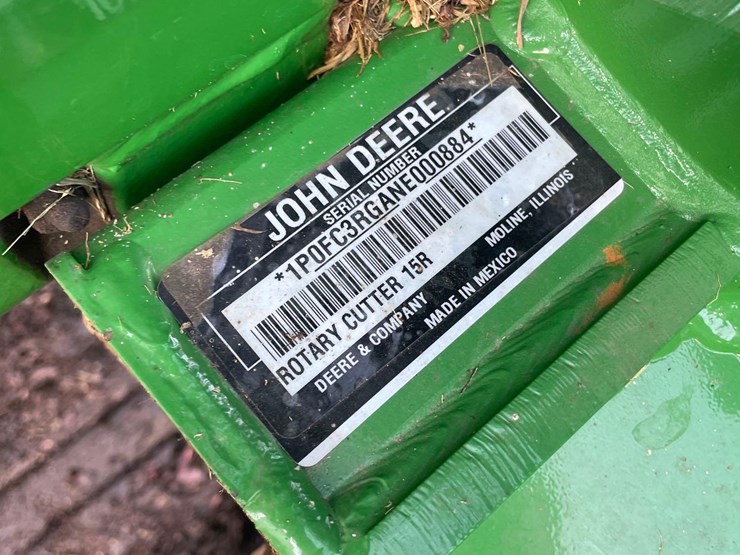 JOHN DEERE
SERIAL NUMBER
*1P0FC3RGANE000884*
ROTARY CUTTER 15R
DEERE & COMPANY MOLINE, ILLINOIS
MADE IN MEXICO